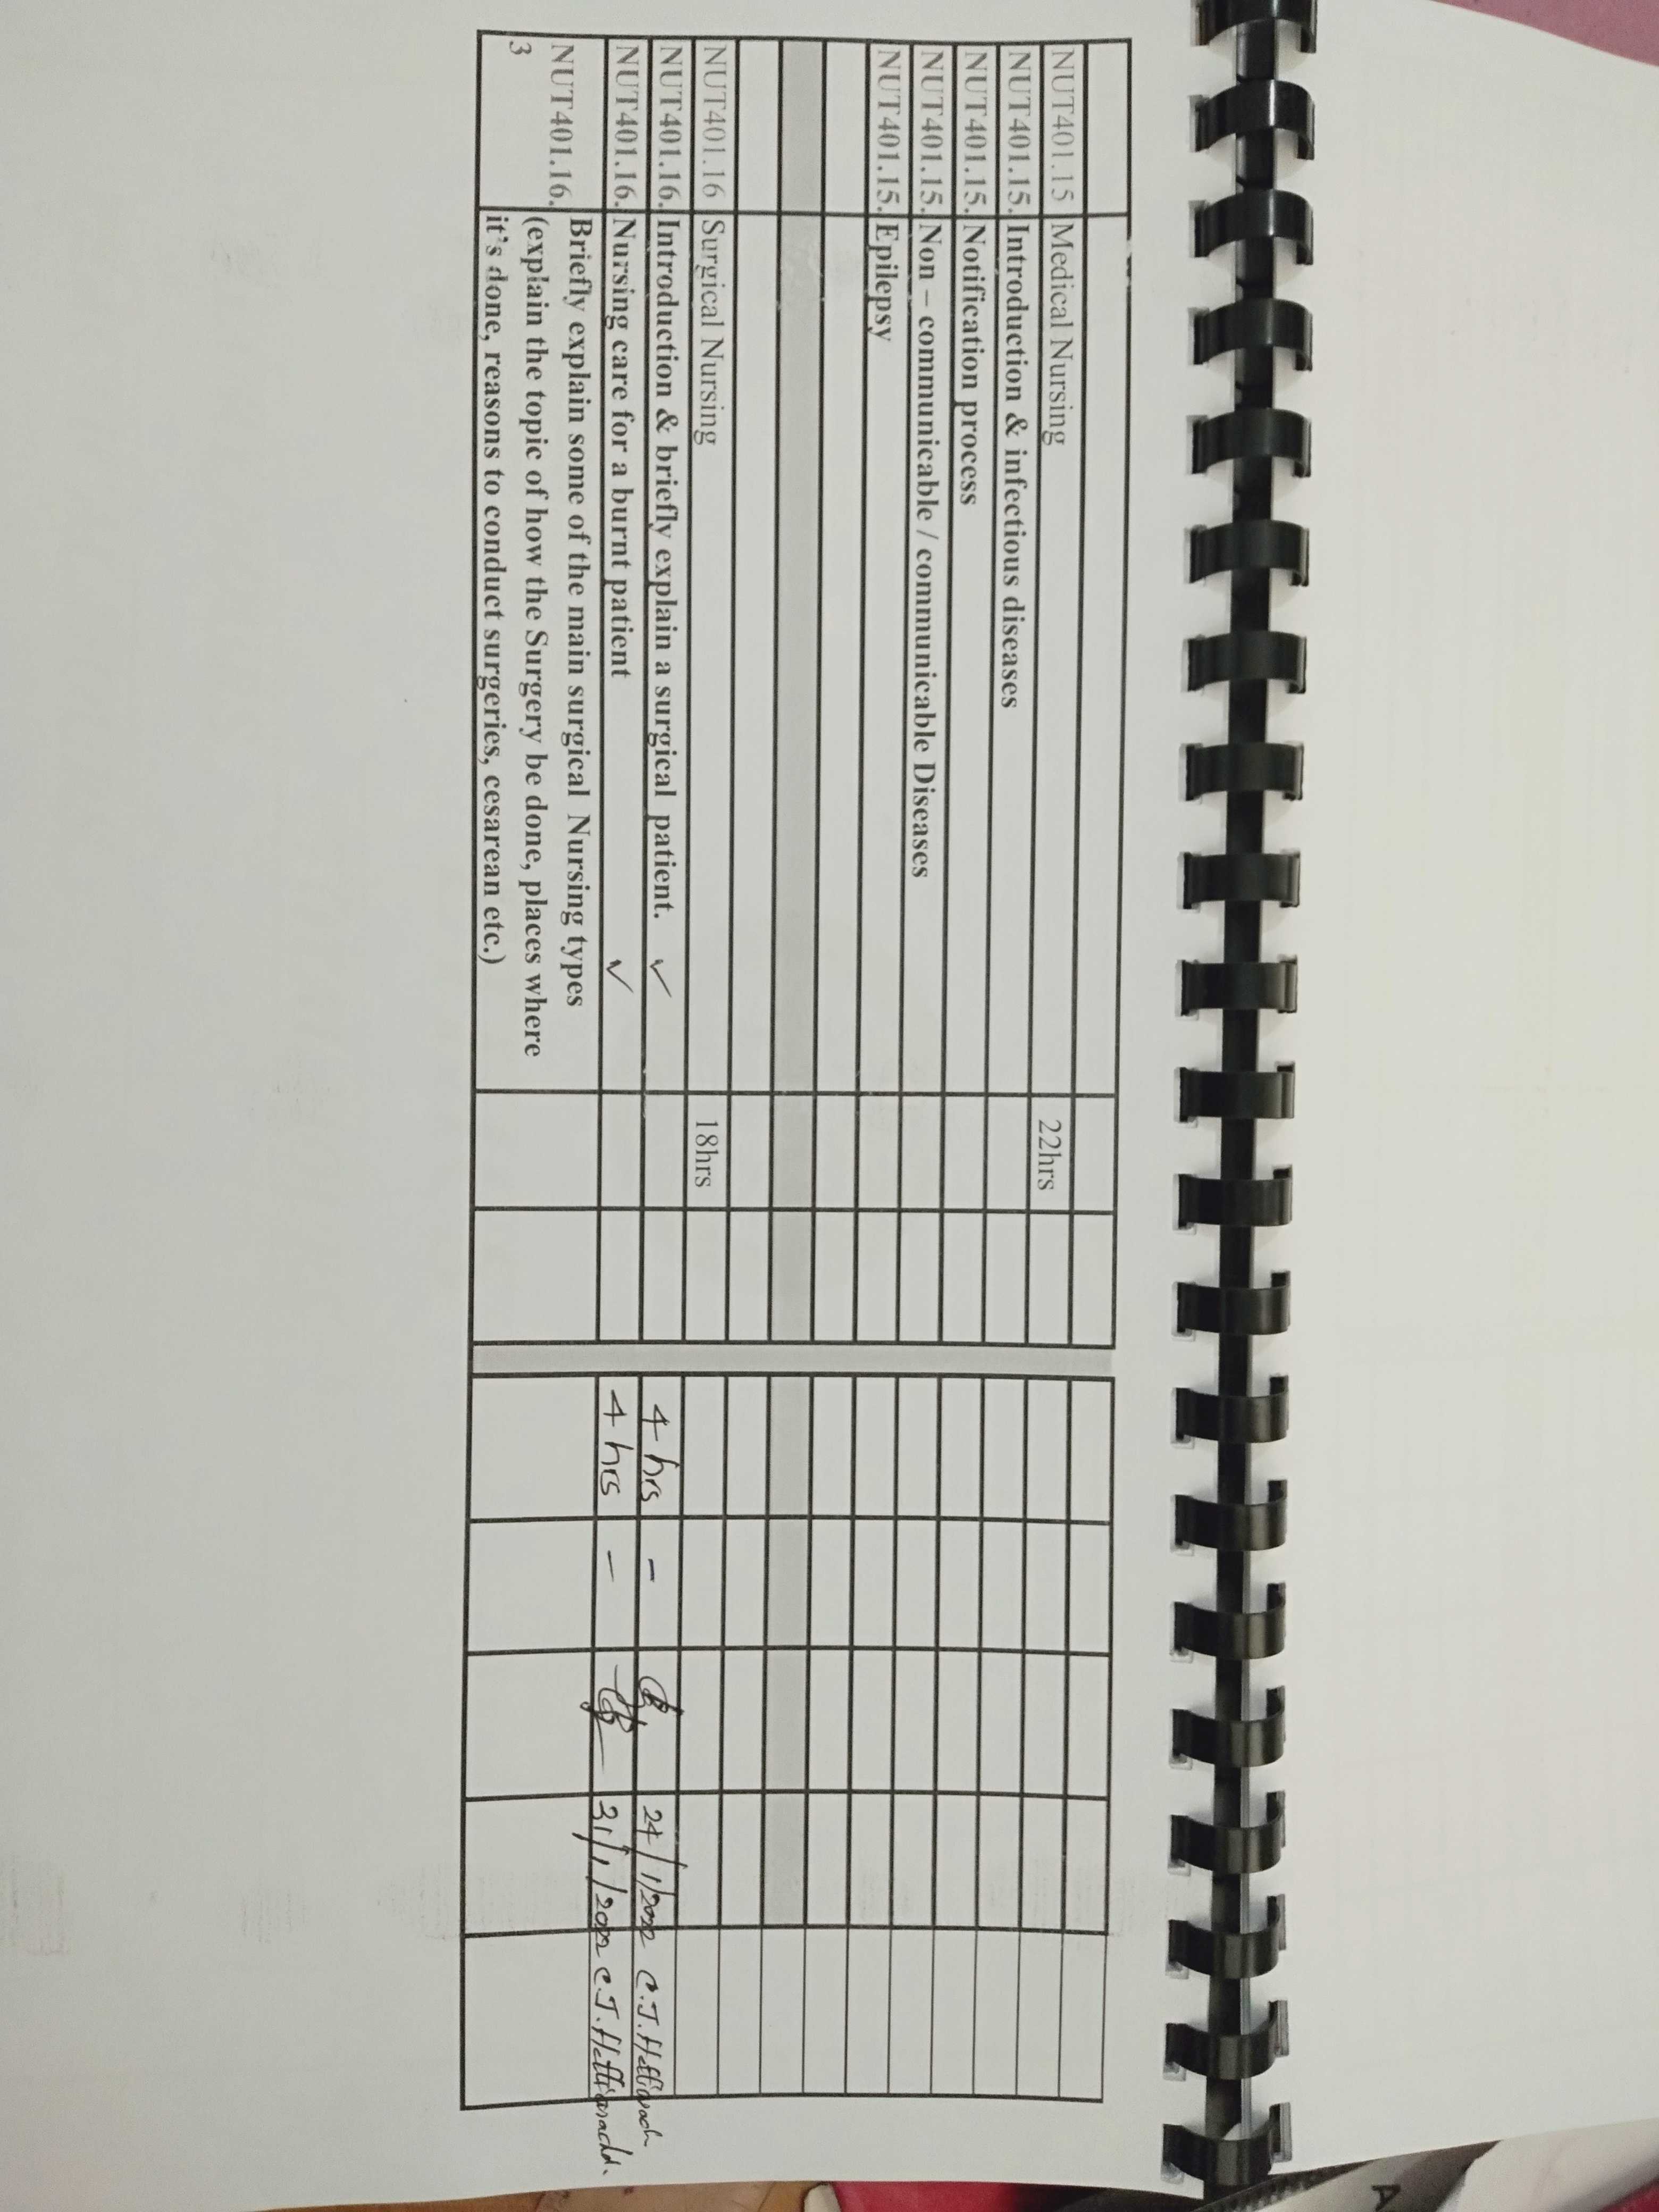 NUT401.15 Medical Nursing 22hrs
NUT401.15. Introduction & infectious diseases
NUT401.15. Notification process
NUT401.15. Non – communicable / communicable Diseases
NUT401.15. Epilepsy
NUT401.16 Surgical Nursing 18hrs
NUT401.16. Introduction & briefly explain a surgical patient. ✓ 4 hrs – 24/1/2022 C.J.Hettiarach
NUT401.16. Nursing care for a burnt patient ✓ 4 hrs – 31/1/2022 C.J.Hettiarachchi.
NUT401.16. Briefly explain some of the main surgical Nursing types
3 (explain the topic of how the Surgery be done, places where
it's done, reasons to conduct surgeries, cesarean etc.)
A